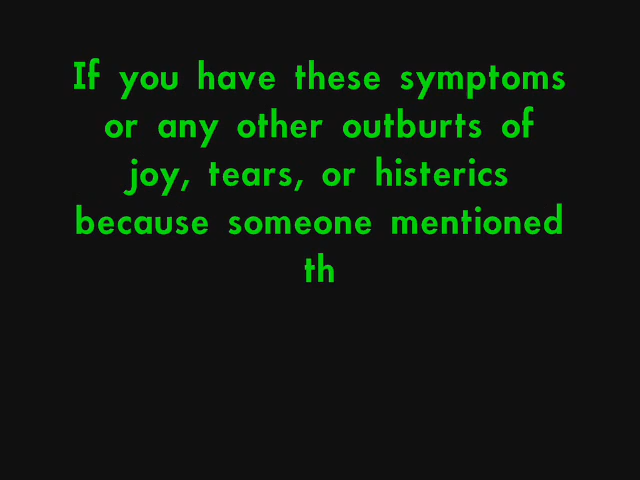 If you have these symptoms
or any other outburts of
joy, tears, or histerics
because someone mentioned
th